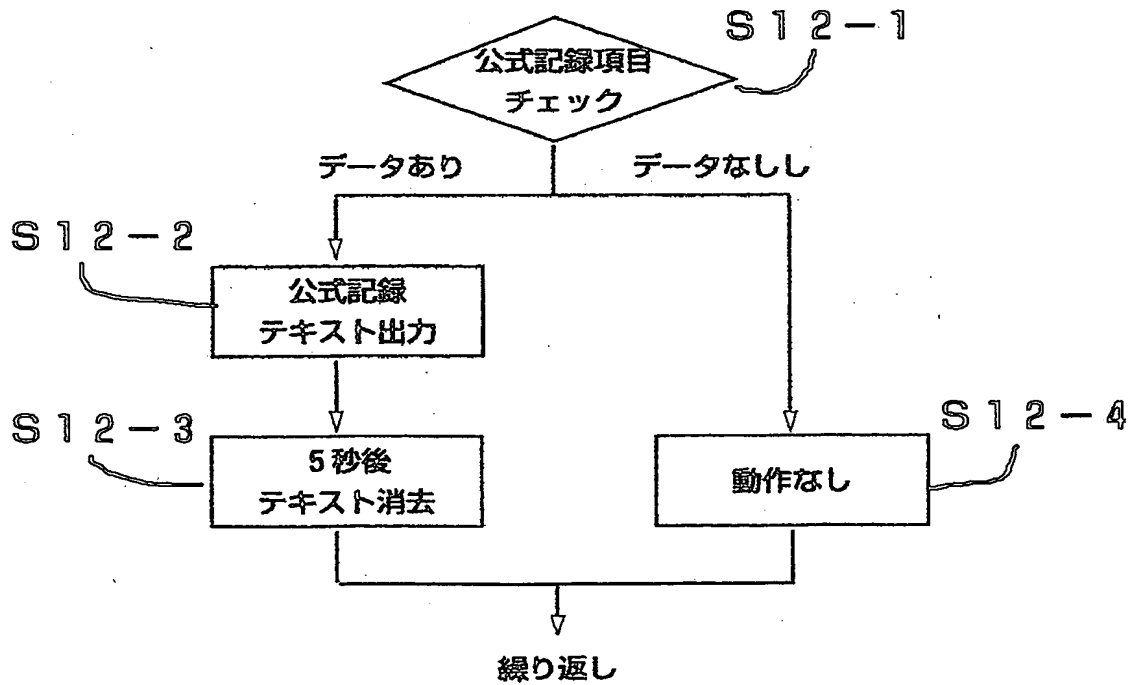 S12-1
公式記録項目
チェック
データあり
データなしし
S12-2
公式記録
テキスト出力
S12-3
5秒後
テキスト消去
S12-4
動作なし
繰り返し